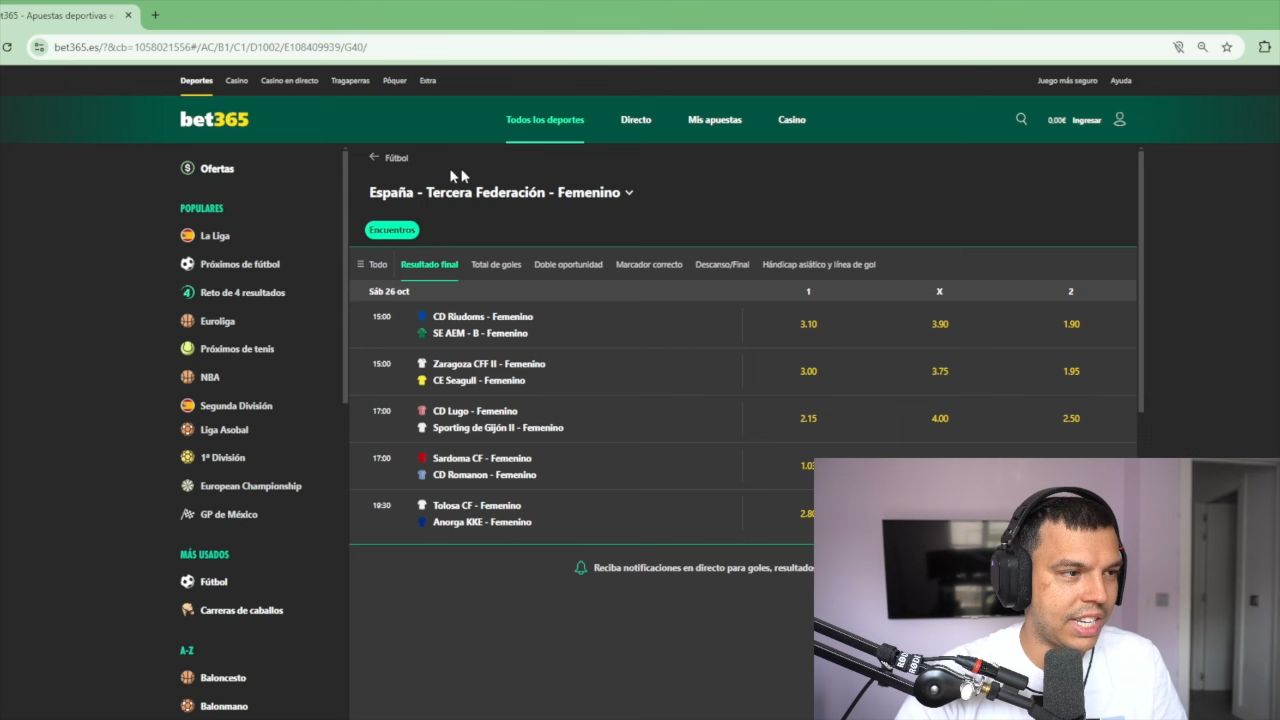 t365 - Apuestas deportivas e
bet365.es/?&cb=1058021556#/AC/B1/C1/D1002/E108409939/G40/
Deportes Casino Casino en directo Tragaperras Póquer Extra Juego más seguro Ayuda
bet365 Todos los deportes Directo Mis apuestas Casino 0,00€ Ingresar
Ofertas
POPULARES
La Liga
Próximos de fútbol
4 Reto de 4 resultados
Euroliga
Próximos de tenis
NBA
Segunda División
Liga Asobal
1ª División
European Championship
GP de México
MÁS USADOS
Fútbol
Carreras de caballos
A-Z
Baloncesto
Balonmano
Fútbol
España - Tercera Federación - Femenino
Encuentros
Todo Resultado final Total de goles Doble oportunidad Marcador correcto Descanso/Final Hándicap asiático y línea de gol
Sáb 26 oct 1 X 2
15:00 CD Riudoms - Femenino 3.10 3.90 1.90
SE AEM - B - Femenino
15:00 Zaragoza CFF II - Femenino 3.00 3.75 1.95
CE Seagull - Femenino
17:00 CD Lugo - Femenino 2.15 4.00 2.50
Sporting de Gijón II - Femenino
17:00 Sardoma CF - Femenino 1.03
CD Romanon - Femenino
19:30 Tolosa CF - Femenino 2.80
Anorga KKE - Femenino
Reciba notificaciones en directo para goles, resultado
RØDE
RØDE